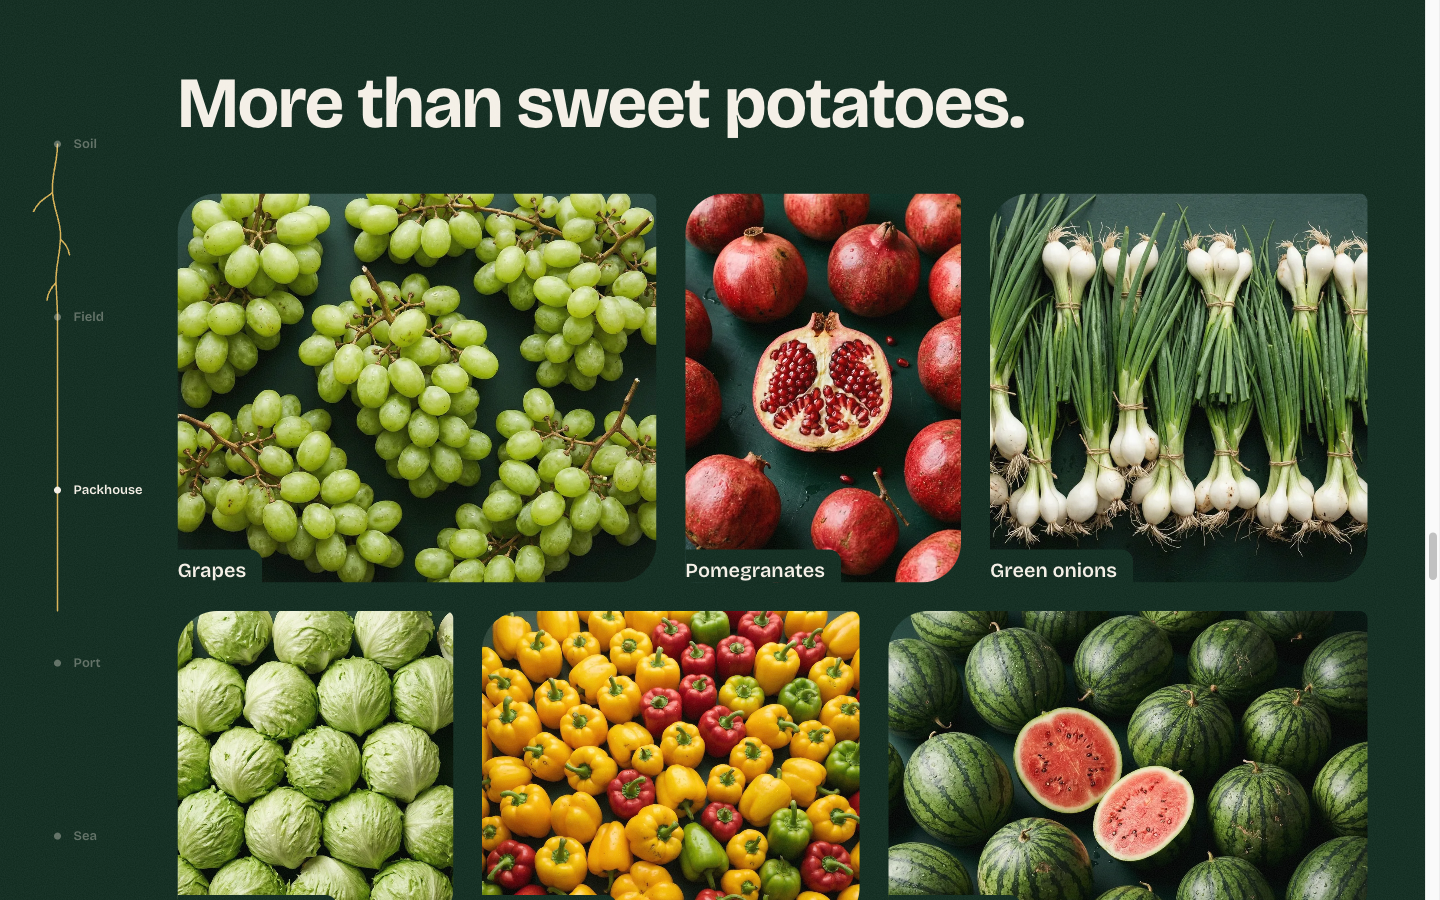 More than sweet potatoes.
Soil
Field
Packhouse
Port
Sea
Grapes
Pomegranates
Green onions